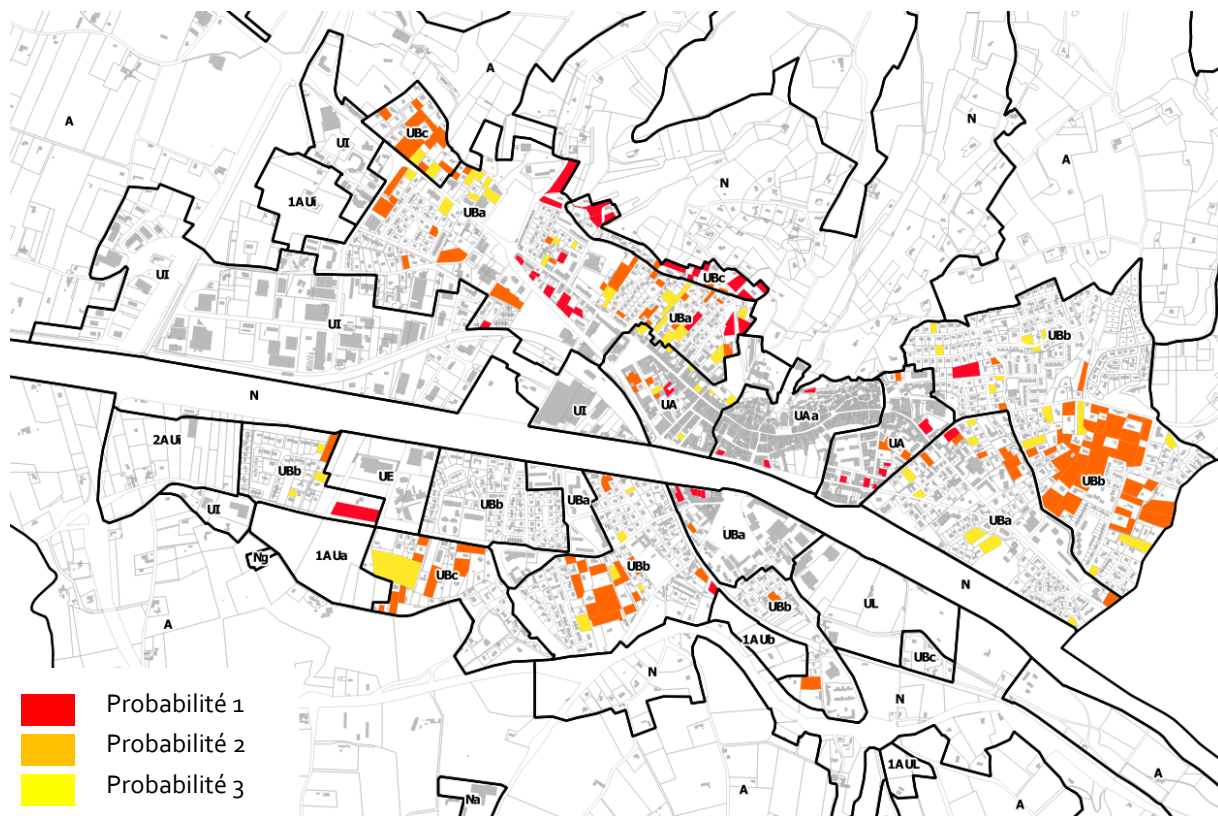 A
N
A
UBc
UI
A
N
1AUi
UBa
UI
UBc
UBa
UI
UBb
N
UI
UA
UAa
UA
2AUi
UBb
UE
UBb
UBa
UBb
UBa
UI
UBa
1AUa
Ng
UBc
UBb
N
UBb
UL
A
1AUb
UBc
N
N
Probabilité 1
Probabilité 2
Probabilité 3
1AUL
A
Na
A
A